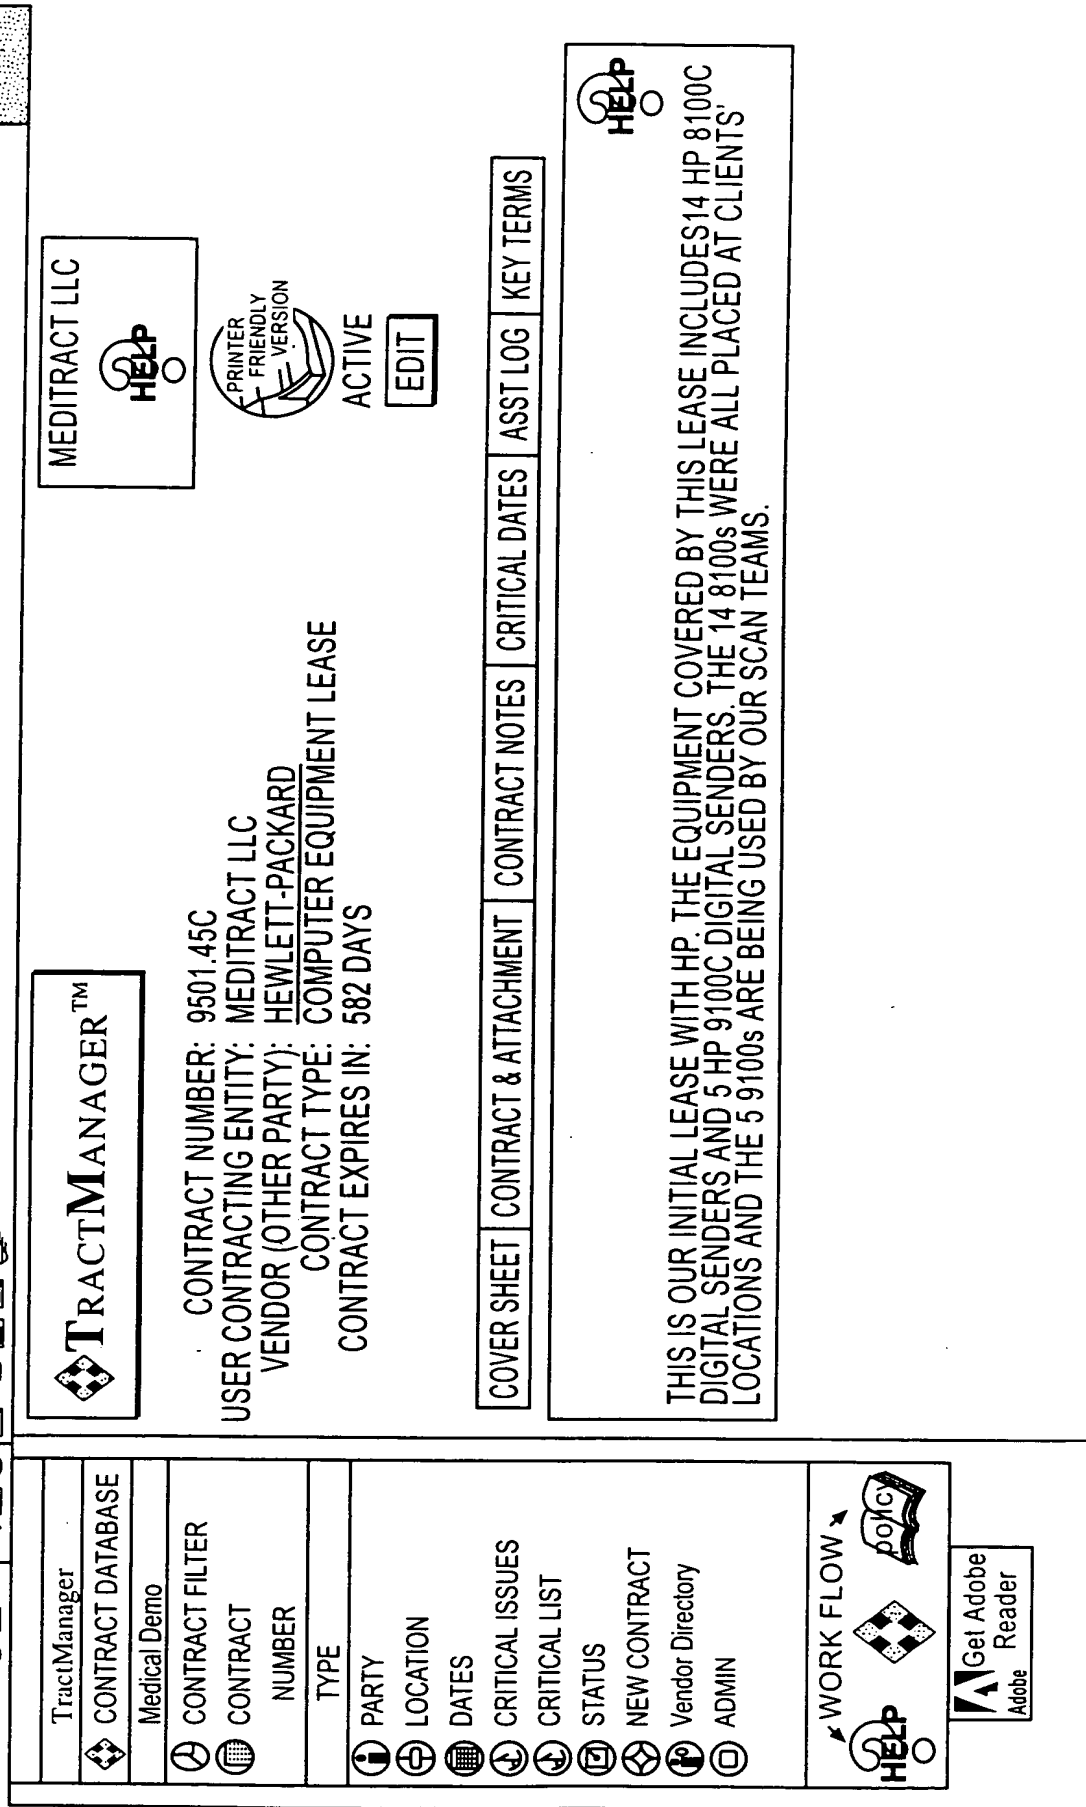 TractManager
CONTRACT DATABASE
Medical Demo
CONTRACT FILTER
CONTRACT
NUMBER
TYPE
PARTY
LOCATION
DATES
CRITICAL ISSUES
CRITICAL LIST
STATUS
NEW CONTRACT
Vendor Directory
ADMIN
WORK FLOW
HELP
policy
Get Adobe
Reader
Adobe
TRACTMANAGER™
MEDITRACT LLC
HELP
PRINTER
FRIENDLY
VERSION
ACTIVE
EDIT
CONTRACT NUMBER: 9501.45C
USER CONTRACTING ENTITY: MEDITRACT LLC
VENDOR (OTHER PARTY): HEWLETT-PACKARD
CONTRACT TYPE: COMPUTER EQUIPMENT LEASE
CONTRACT EXPIRES IN: 582 DAYS
COVER SHEET CONTRACT & ATTACHMENT CONTRACT NOTES CRITICAL DATES ASST LOG KEY TERMS
HELP
THIS IS OUR INITIAL LEASE WITH HP. THE EQUIPMENT COVERED BY THIS LEASE INCLUDES14 HP 8100C
DIGITAL SENDERS AND 5 HP 9100C DIGITAL SENDERS. THE 14 8100s WERE ALL PLACED AT CLIENTS'
LOCATIONS AND THE 5 9100s ARE BEING USED BY OUR SCAN TEAMS.